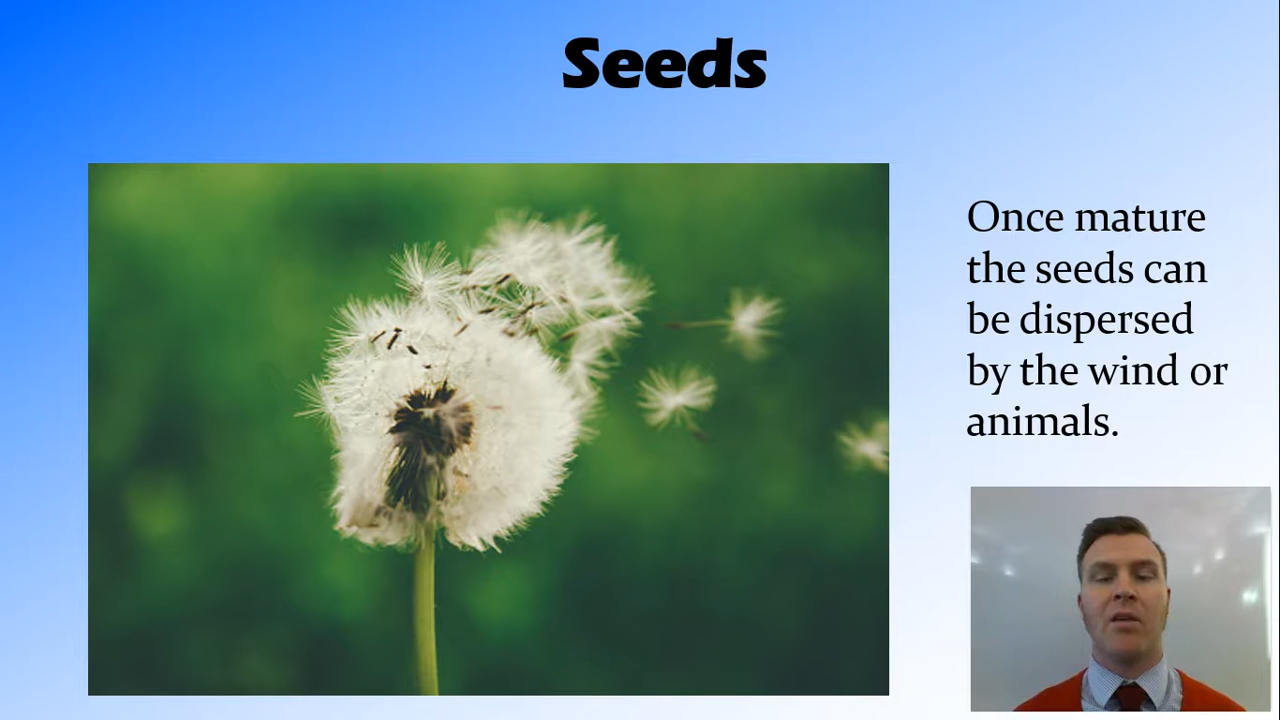 Seeds
Once mature
the seeds can
be dispersed
by the wind or
animals.